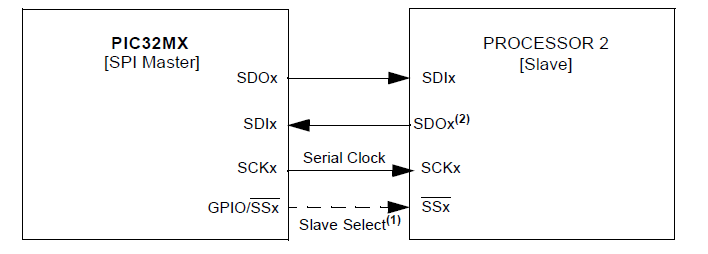 PIC32MX
[SPI Master]
PROCESSOR 2
[Slave]
SDOx
SDIx
SDIx
SDOx(2)
SCKx
Serial Clock
SCKx
GPIO/SSx
Slave Select(1)
SSx